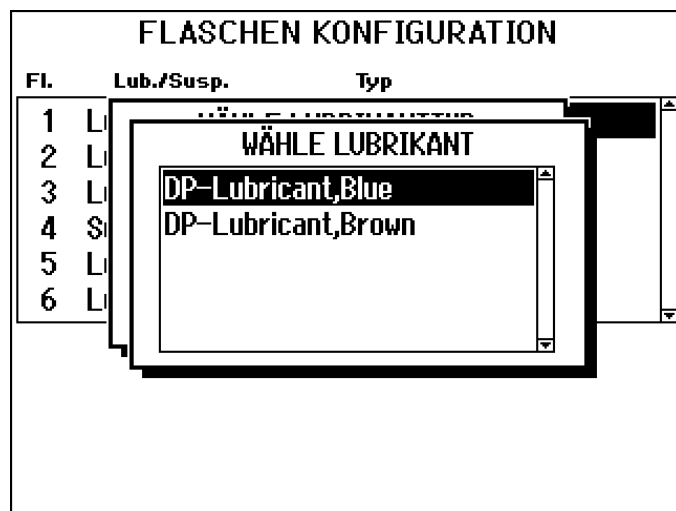 FLASCHEN KONFIGURATION
Fl. Lub./Susp. Typ
1
2
3
4
5
6
WÄHLE LUBRIKANT
DP-Lubricant,Blue
DP-Lubricant,Brown